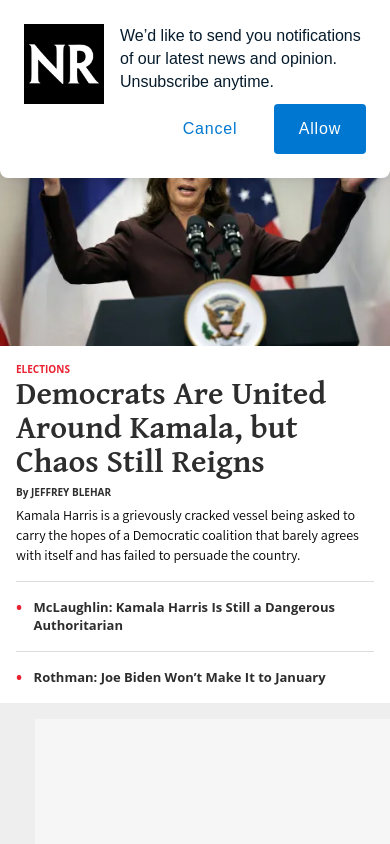 NR
We'd like to send you notifications
of our latest news and opinion.
Unsubscribe anytime.
Cancel
Allow
ELECTIONS
Democrats Are United
Around Kamala, but
Chaos Still Reigns
By JEFFREY BLEHAR
Kamala Harris is a grievously cracked vessel being asked to
carry the hopes of a Democratic coalition that barely agrees
with itself and has failed to persuade the country.
McLaughlin: Kamala Harris Is Still a Dangerous
Authoritarian
Rothman: Joe Biden Won't Make It to January